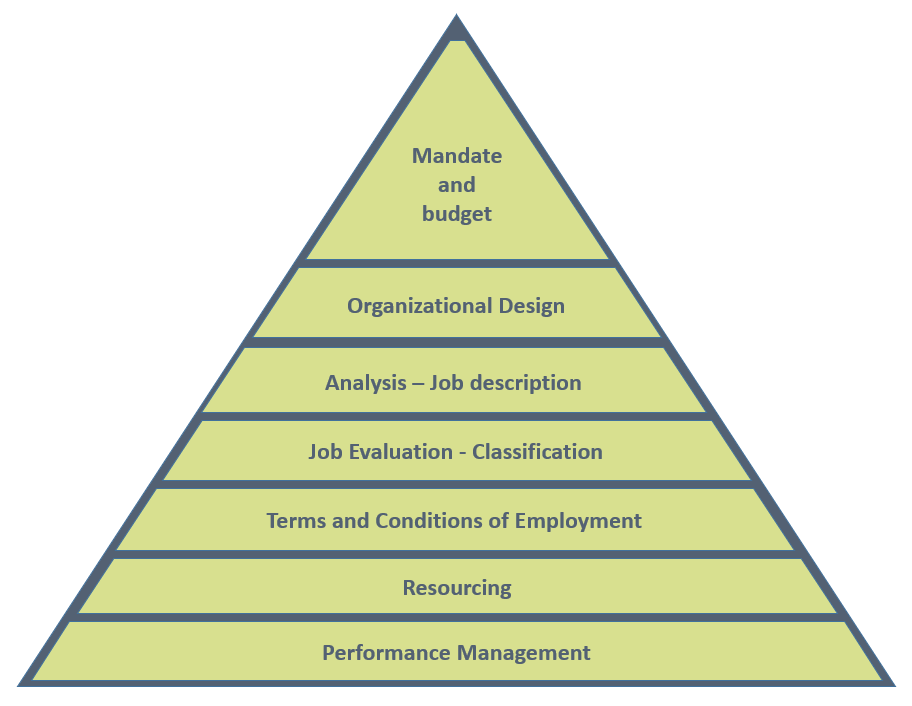 Mandate
and
budget
Organizational Design
Analysis – Job description
Job Evaluation - Classification
Terms and Conditions of Employment
Resourcing
Performance Management